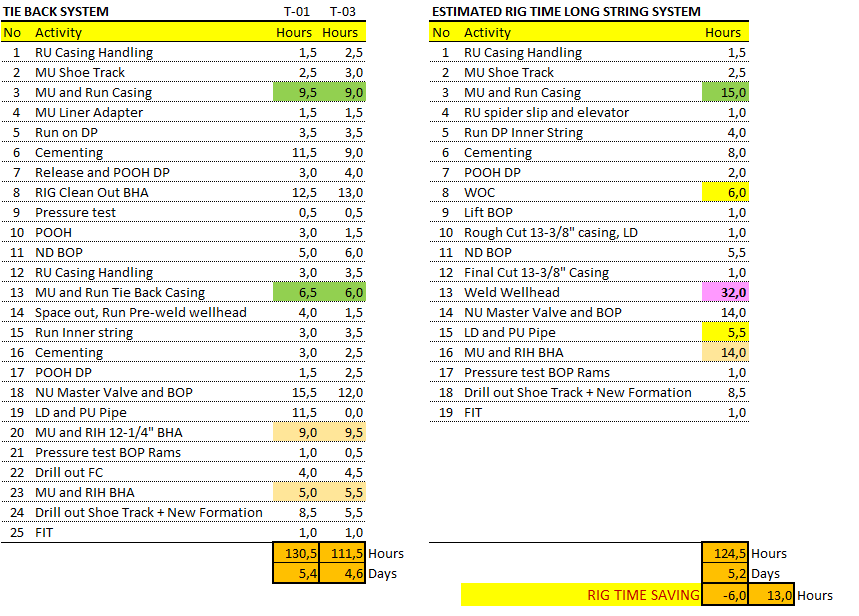 TIE BACK SYSTEM T-01 T-03
No Activity Hours Hours
1 RU Casing Handling 1,5 2,5
2 MU Shoe Track 2,5 3,0
3 MU and Run Casing 9,5 9,0
4 MU Liner Adapter 1,5 1,5
5 Run on DP 3,5 3,5
6 Cementing 11,5 9,0
7 Release and POOH DP 3,0 4,0
8 RIG Clean Out BHA 12,5 13,0
9 Pressure test 0,5 0,5
10 POOH 3,0 1,5
11 ND BOP 5,0 6,0
12 RU Casing Handling 3,0 3,5
13 MU and Run Tie Back Casing 6,5 6,0
14 Space out, Run Pre-weld wellhead 4,0 1,5
15 Run Inner string 3,0 3,5
16 Cementing 3,0 2,5
17 POOH DP 1,5 2,5
18 NU Master Valve and BOP 15,5 12,0
19 LD and PU Pipe 11,5 0,0
20 MU and RIH 12-1/4" BHA 9,0 9,5
21 Pressure test BOP Rams 1,0 0,5
22 Drill out FC 4,0 4,5
23 MU and RIH BHA 5,0 5,5
24 Drill out Shoe Track + New Formation 8,5 5,5
25 FIT 1,0 1,0
130,5 111,5 Hours
5,4 4,6 Days
ESTIMATED RIG TIME LONG STRING SYSTEM
No Activity Hours
1 RU Casing Handling 1,5
2 MU Shoe Track 2,5
3 MU and Run Casing 15,0
4 RU spider slip and elevator 1,0
5 Run DP Inner String 4,0
6 Cementing 8,0
7 POOH DP 2,0
8 WOC 6,0
9 Lift BOP 1,0
10 Rough Cut 13-3/8" casing, LD 1,0
11 ND BOP 5,5
12 Final Cut 13-3/8" Casing 1,0
13 Weld Wellhead 32,0
14 NU Master Valve and BOP 14,0
15 LD and PU Pipe 5,5
16 MU and RIH BHA 14,0
17 Pressure test BOP Rams 1,0
18 Drill out Shoe Track + New Formation 8,5
19 FIT 1,0
124,5 Hours
5,2 Days
RIG TIME SAVING -6,0 13,0 Hours